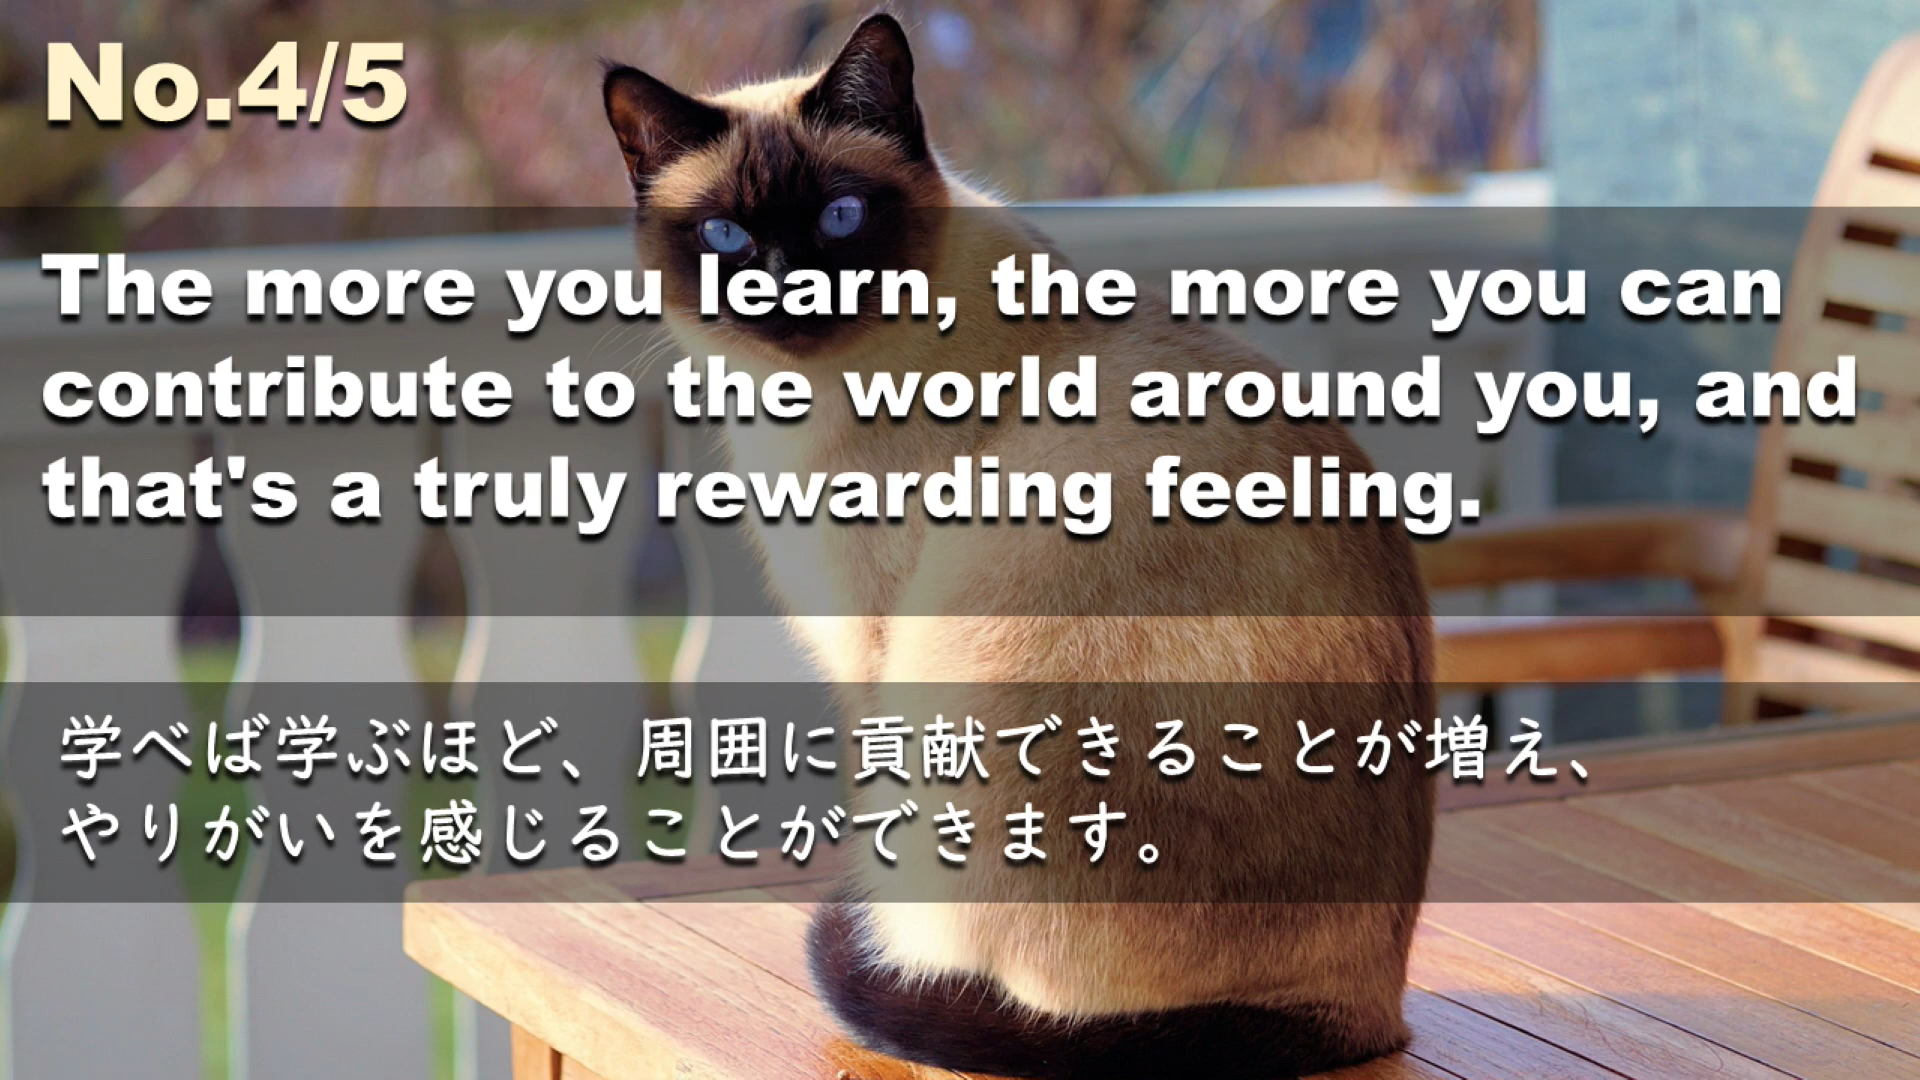 No.4/5
The more you learn, the more you can
contribute to the world around you, and
that's a truly rewarding feeling.
学べば学ぶほど、周囲に貢献できることが増え、
やりがいを感じることができます。